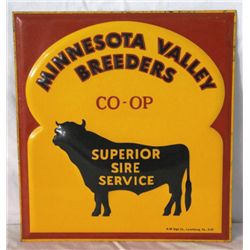 MINNESOTA VALLEY
BREEDERS
CO-OP
SUPERIOR
SIRE
SERVICE